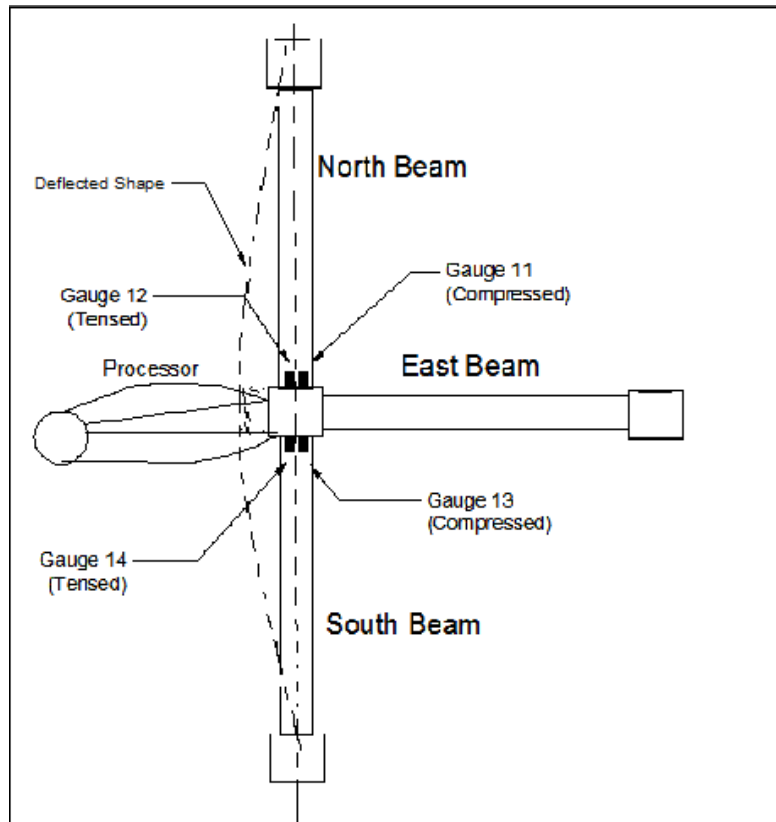 North Beam
Deflected Shape
Gauge 11
(Compressed)
Gauge 12
(Tensed)
Processor
East Beam
Gauge 13
(Compressed)
Gauge 14
(Tensed)
South Beam